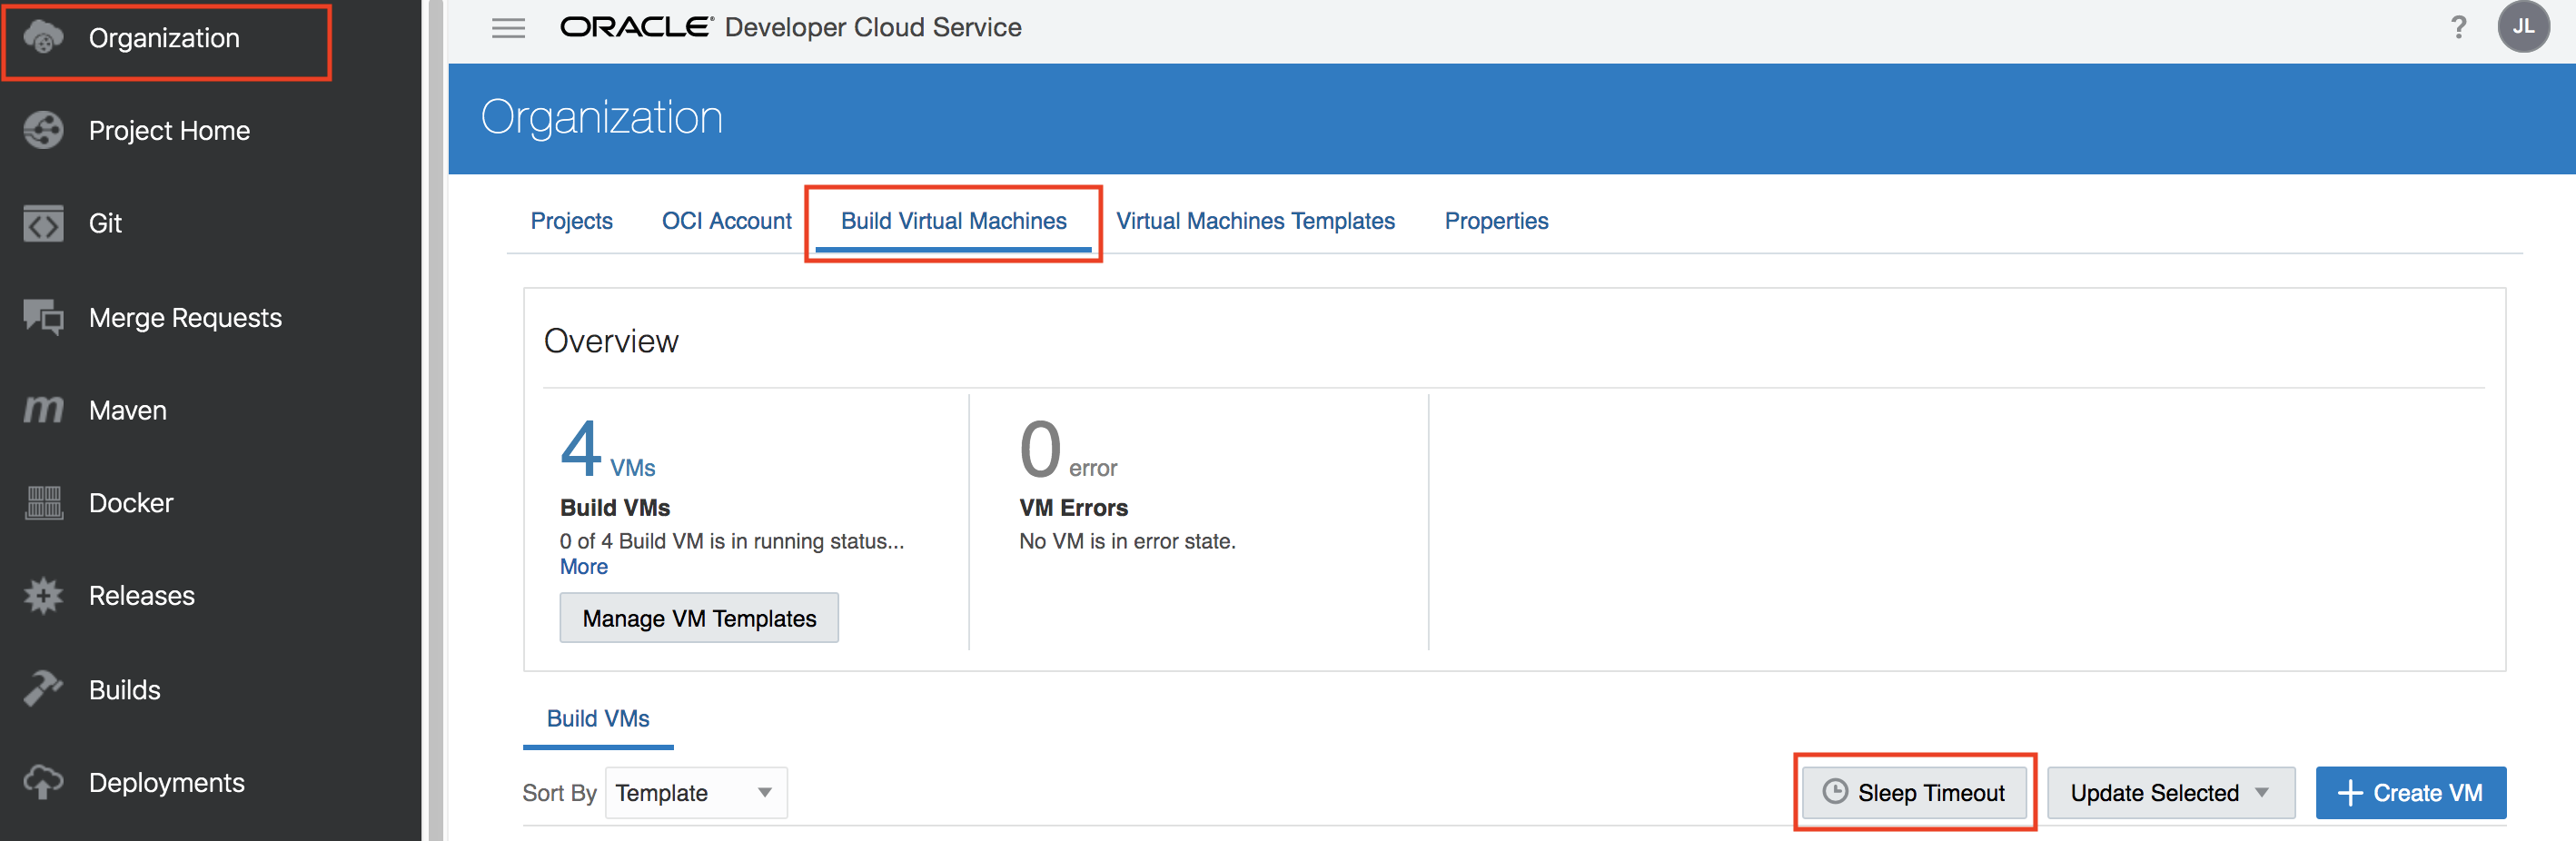 Organization
Project Home
Git
Merge Requests
Maven
Docker
Releases
Builds
Deployments
ORACLE Developer Cloud Service
? JL
Organization
Projects OCI Account Build Virtual Machines Virtual Machines Templates Properties
Overview
4 VMs
Build VMs
0 of 4 Build VM is in running status...
More
Manage VM Templates
0 error
VM Errors
No VM is in error state.
Build VMs
Sort By Template Sleep Timeout Update Selected + Create VM